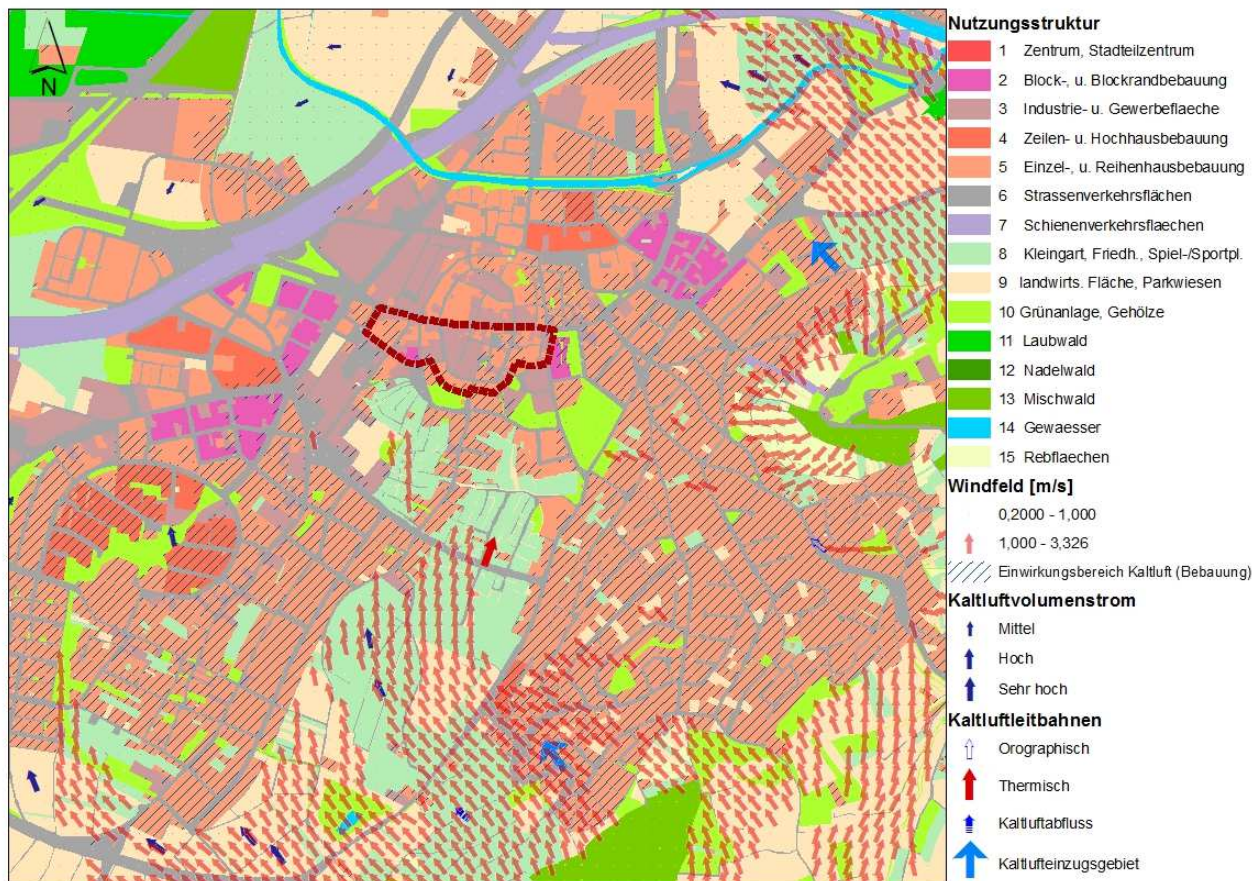 N
Nutzungsstruktur
1 Zentrum, Stadteilzentrum
2 Block-, u. Blockrandbebauung
3 Industrie- u. Gewerbeflaeche
4 Zeilen- u. Hochhausbebauung
5 Einzel-, u. Reihenhausbebauung
6 Strassenverkehrsflächen
7 Schienenverkehrsflaechen
8 Kleingart, Friedh., Spiel-/Sportpl.
9 landwirts. Fläche, Parkwiesen
10 Grünanlage, Gehölze
11 Laubwald
12 Nadelwald
13 Mischwald
14 Gewaesser
15 Rebflaechen
Windfeld [m/s]
0,2000 - 1,000
1,000 - 3,326
Einwirkungsbereich Kaltluft (Bebauung)
Kaltluftvolumenstrom
Mittel
Hoch
Sehr hoch
Kaltluftleitbahnen
Orographisch
Thermisch
Kaltluftabfluss
Kaltlufteinzugsgebiet